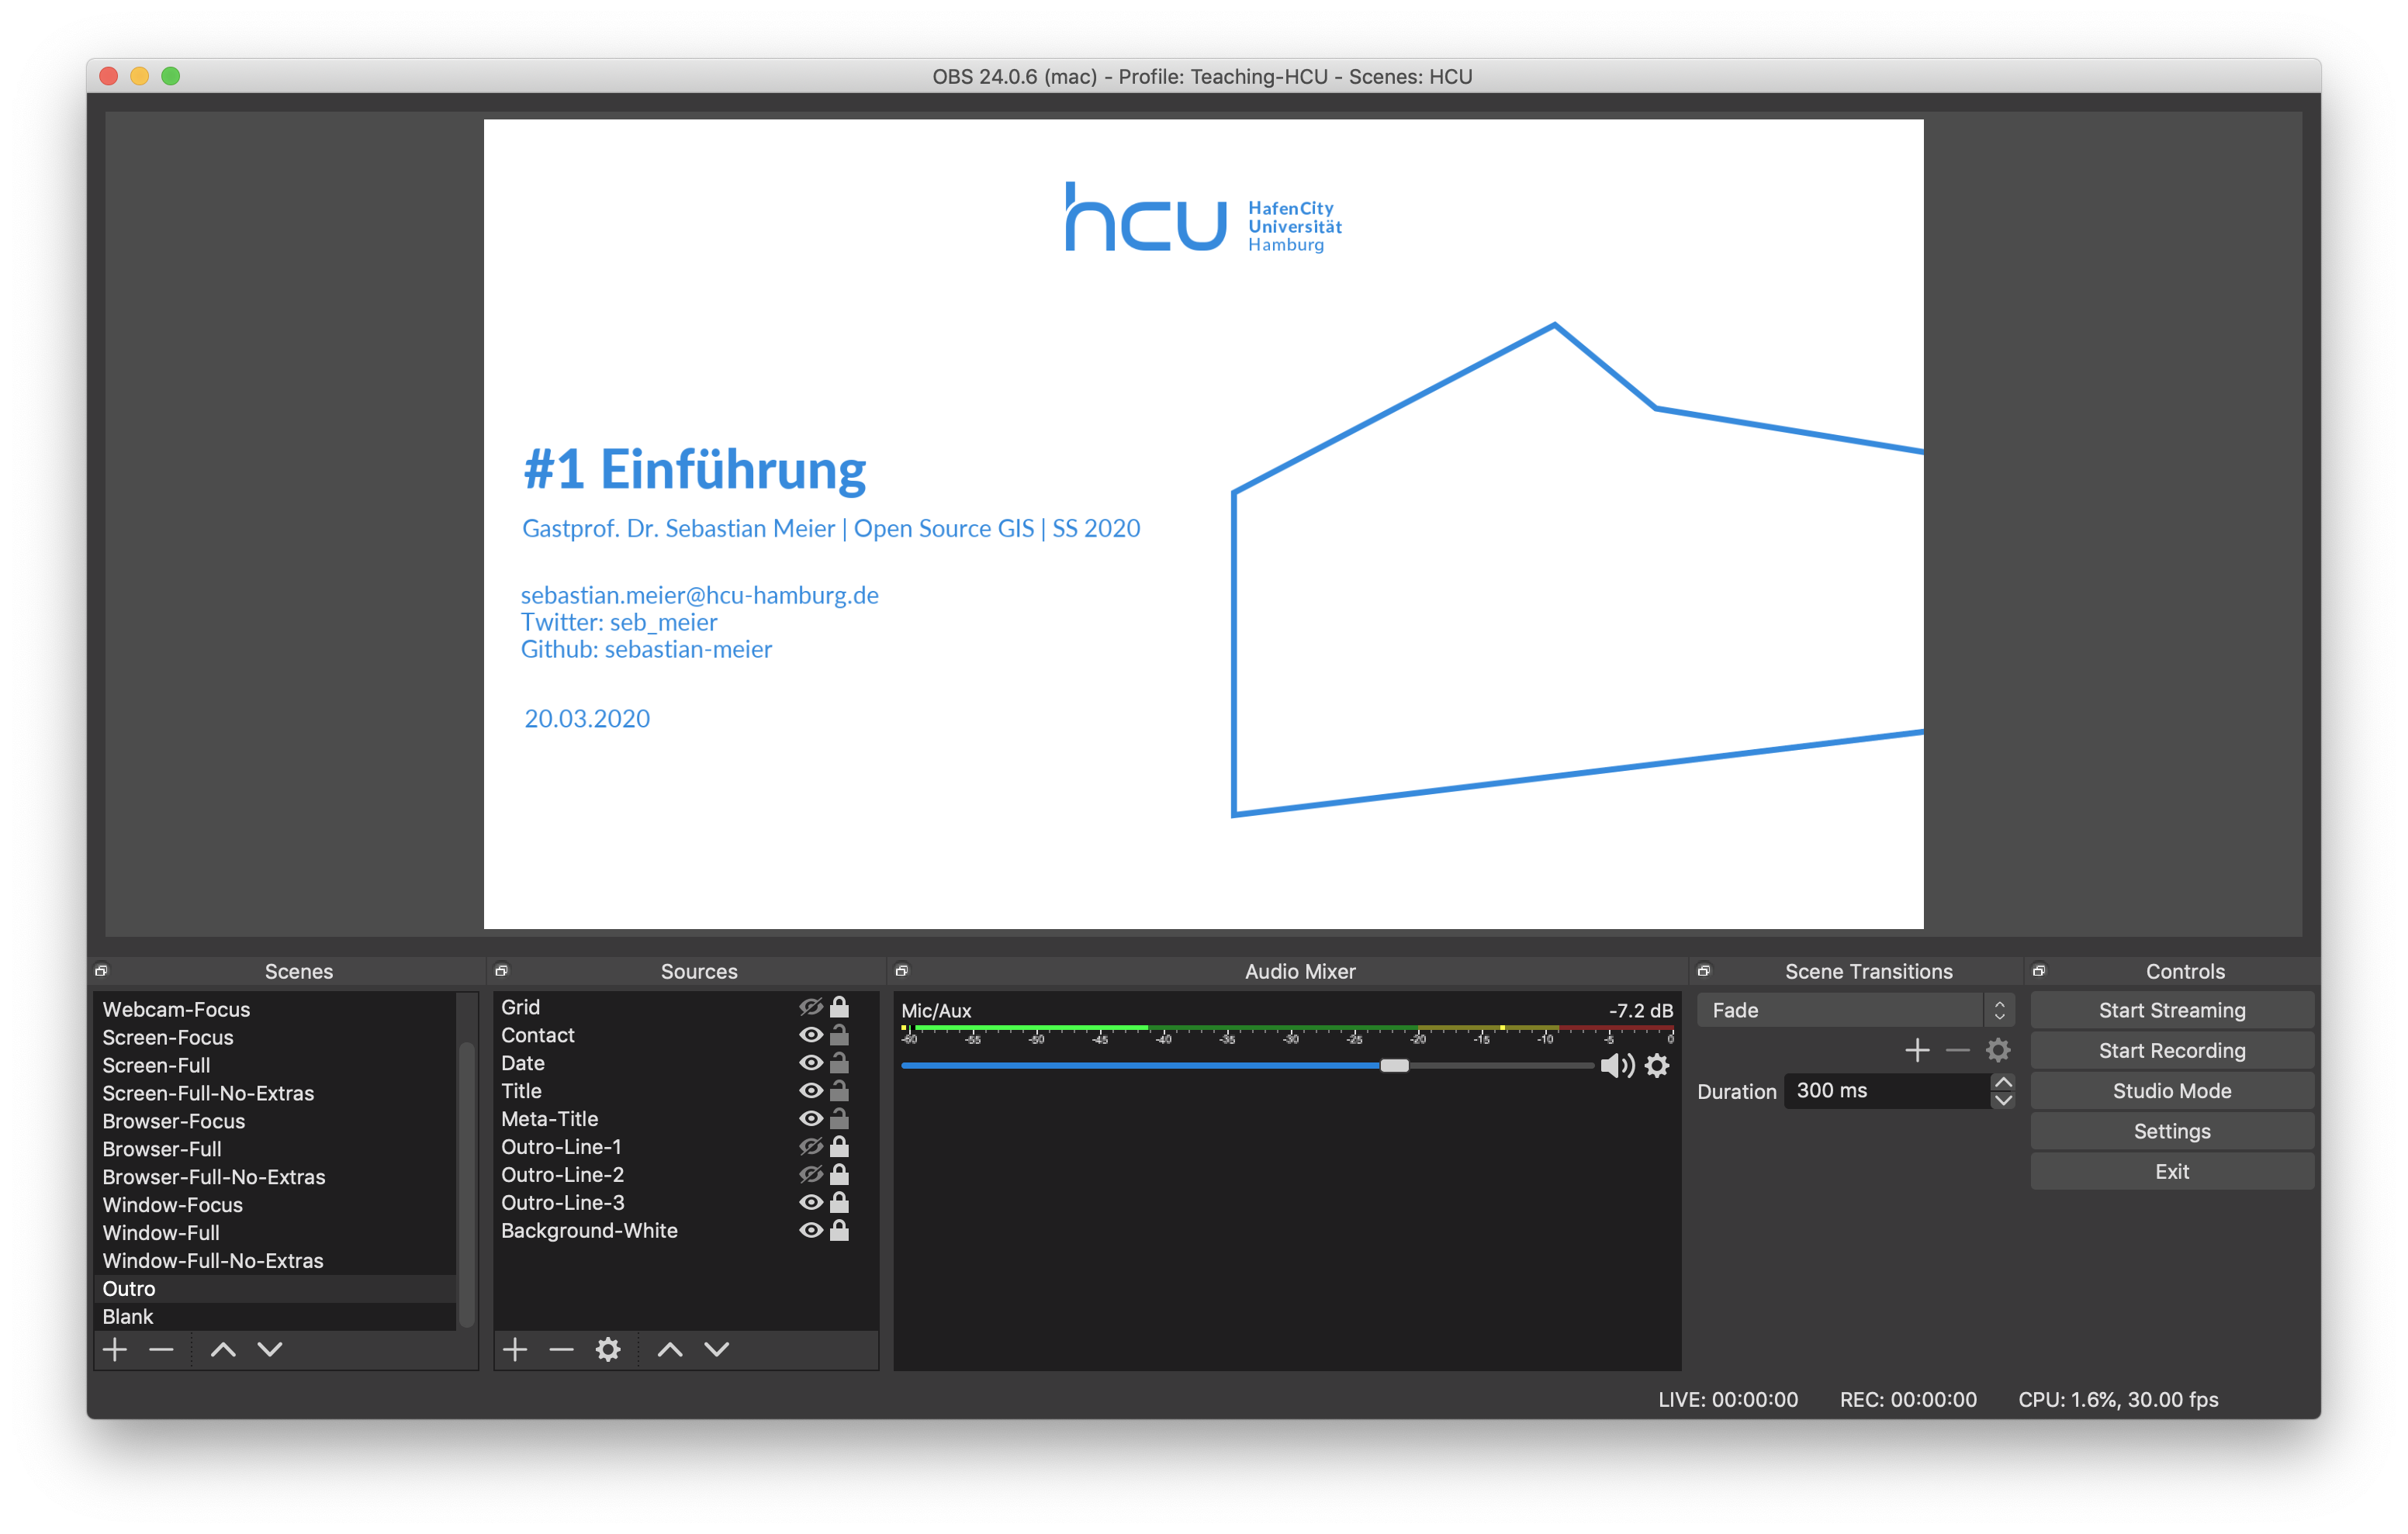 OBS 24.0.6 (mac) - Profile: Teaching-HCU - Scenes: HCU
hcu
HafenCity
Universität
Hamburg
#1 Einführung
Gastprof. Dr. Sebastian Meier | Open Source GIS | SS 2020
sebastian.meier@hcu-hamburg.de
Twitter: seb_meier
Github: sebastian-meier
20.03.2020
Scenes
Webcam-Focus
Screen-Focus
Screen-Full
Screen-Full-No-Extras
Browser-Focus
Browser-Full
Browser-Full-No-Extras
Window-Focus
Window-Full
Window-Full-No-Extras
Outro
Blank
Sources
Grid
Contact
Date
Title
Meta-Title
Outro-Line-1
Outro-Line-2
Outro-Line-3
Background-White
Audio Mixer
Mic/Aux -7.2 dB
-60 -55 -50 -45 -40 -35 -30 -25 -20 -15 -10 -5 0
Scene Transitions
Fade
Duration 300 ms
Controls
Start Streaming
Start Recording
Studio Mode
Settings
Exit
LIVE: 00:00:00 REC: 00:00:00 CPU: 1.6%, 30.00 fps